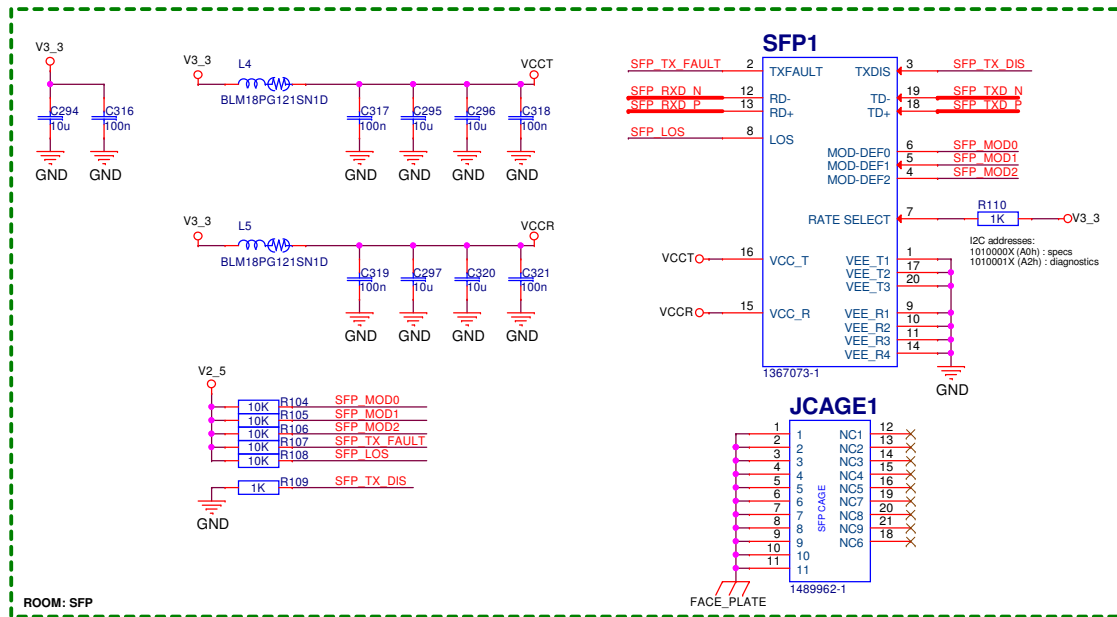 V3_3
C294
10u
GND
C316
100n
GND
V3_3
L4
BLM18PG121SN1D
VCCT
C317
100n
GND
C295
10u
GND
C296
10u
GND
C318
100n
GND
V3_3
L5
BLM18PG121SN1D
VCCR
C319
100n
GND
C297
10u
GND
C320
10u
GND
C321
100n
GND
V2_5
10K R104 SFP_MOD0
10K R105 SFP_MOD1
10K R106 SFP_MOD2
10K R107 SFP_TX_FAULT
10K R108 SFP_LOS
1K R109 SFP_TX_DIS
GND
SFP1
SFP_TX_FAULT 2 TXFAULT
SFP_RXD_N 12 RD-
SFP_RXD_P 13 RD+
SFP_LOS 8 LOS
VCCT 16 VCC_T
VCCR 15 VCC_R
TXDIS 3 SFP_TX_DIS
TD- 19 SFP_TXD_N
TD+ 18 SFP_TXD_P
MOD-DEF0 6 SFP_MOD0
MOD-DEF1 5 SFP_MOD1
MOD-DEF2 4 SFP_MOD2
RATE SELECT 7 R110 1K V3_3
I2C addresses:
1010000X (A0h) : specs
1010001X (A2h) : diagnostics
VEE_T1 1
VEE_T2 17
VEE_T3 20
VEE_R1 9
VEE_R2 10
VEE_R3 11
VEE_R4 14
GND
1367073-1
JCAGE1
1 1 NC1 12
2 2 NC2 13
3 3 NC3 14
4 4 NC4 15
5 5 NC5 16
6 6 NC7 19
7 7 NC8 20
8 8 NC9 21
9 9 NC6 18
10 10
11 11
SFP CAGE
1489962-1
FACE_PLATE
ROOM: SFP